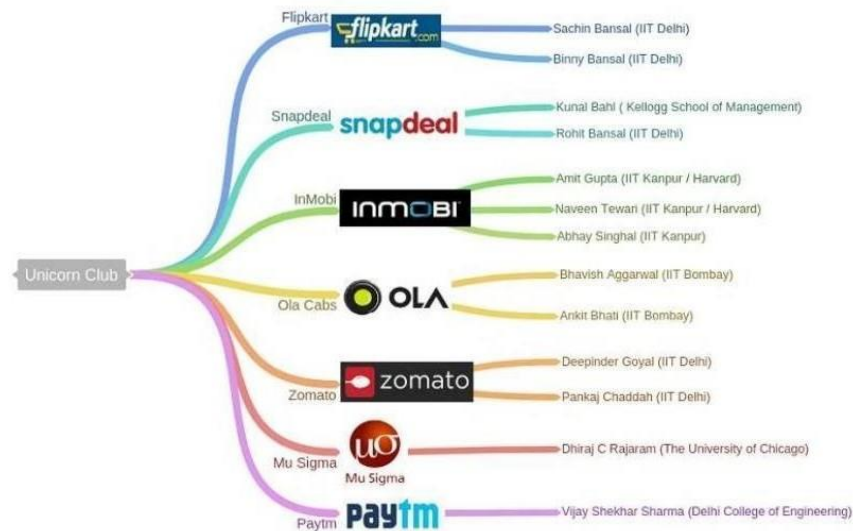 Flipkart
flipkart.com
Sachin Bansal (IIT Delhi)
Binny Bansal (IIT Delhi)
Snapdeal
snapdeal
Kunal Bahl ( Kellogg School of Management)
Rohit Bansal (IIT Delhi)
InMobi
INMOBI
Amit Gupta (IIT Kanpur / Harvard)
Naveen Tewari (IIT Kanpur / Harvard)
Abhay Singhal (IIT Kanpur)
Unicorn Club
Ola Cabs
OLA
Bhavish Aggarwal (IIT Bombay)
Ankit Bhati (IIT Bombay)
Zomato
zomato
Deepinder Goyal (IIT Delhi)
Pankaj Chaddah (IIT Delhi)
Mu Sigma
μσ
Mu Sigma
Dhiraj C Rajaram (The University of Chicago)
Paytm
paytm
Vijay Shekhar Sharma (Delhi College of Engineering)